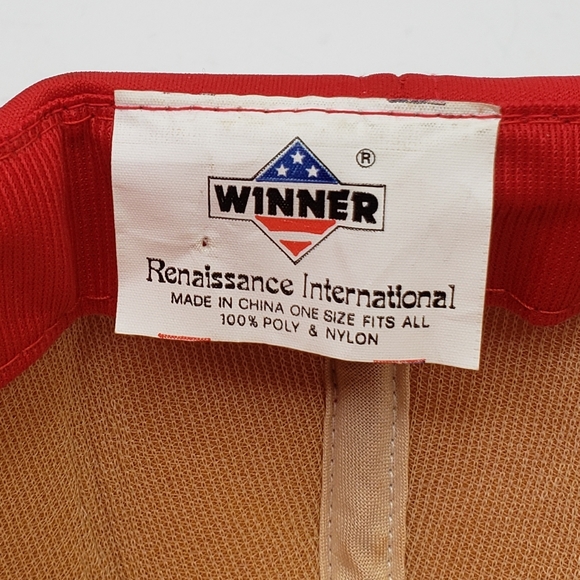 ®
WINNER
Renaissance International
MADE IN CHINA ONE SIZE FITS ALL
100% POLY & NYLON